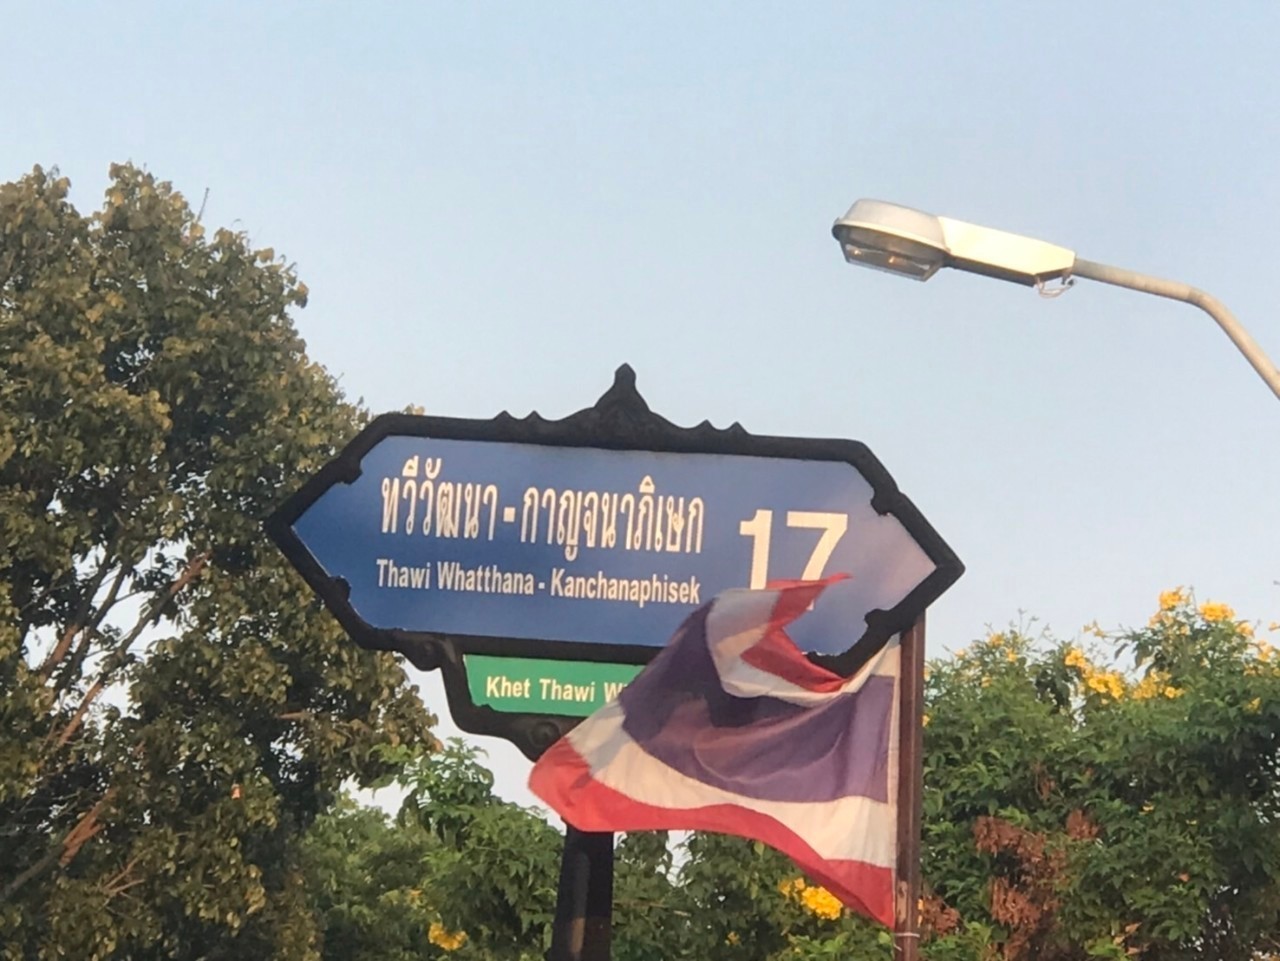 ทวีวัฒนา - กาญจนาภิเษก 17
Thawi Whatthana - Kanchanaphisek
Khet Thawi